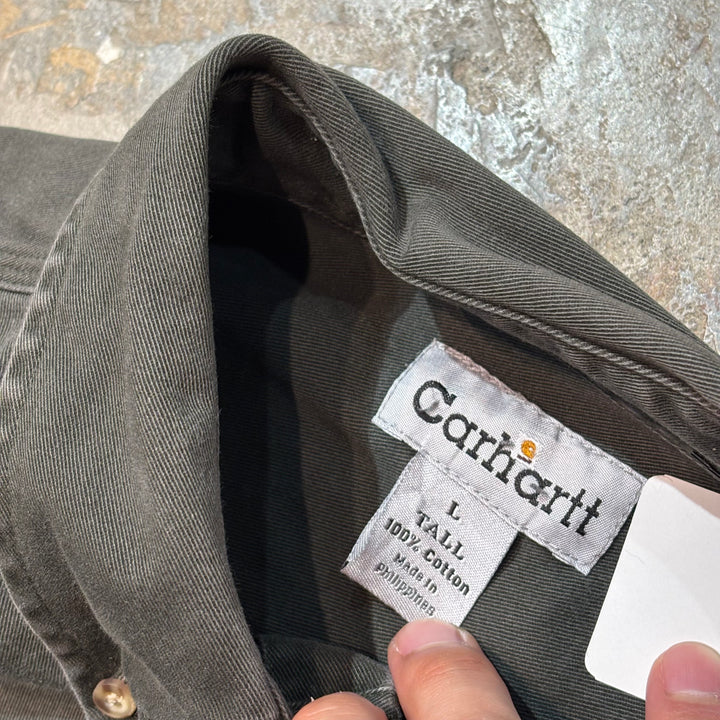 Carhartt
L
TALL
100% Cotton
Made in
Philippines